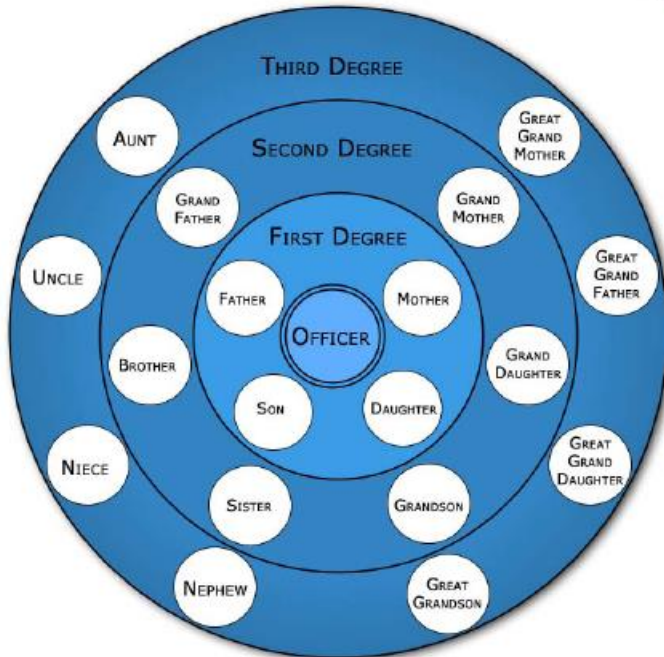 THIRD DEGREE
AUNT
GREAT
GRAND
MOTHER
SECOND DEGREE
GRAND
FATHER
GRAND
MOTHER
FIRST DEGREE
UNCLE
GREAT
GRAND
FATHER
FATHER
MOTHER
OFFICER
BROTHER
GRAND
DAUGHTER
SON
DAUGHTER
NIECE
GREAT
GRAND
DAUGHTER
SISTER
GRANDSON
NEPHEW
GREAT
GRANDSON